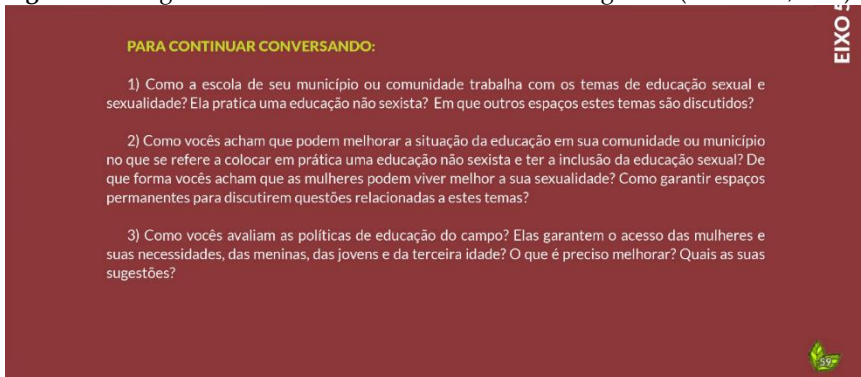 EIXO 5
PARA CONTINUAR CONVERSANDO:
1) Como a escola de seu município ou comunidade trabalha com os temas de educação sexual e
sexualidade? Ela pratica uma educação não sexista? Em que outros espaços estes temas são discutidos?
2) Como vocês acham que podem melhorar a situação da educação em sua comunidade ou município
no que se refere a colocar em prática uma educação não sexista e ter a inclusão da educação sexual? De
que forma vocês acham que as mulheres podem viver melhor a sua sexualidade? Como garantir espaços
permanentes para discutirem questões relacionadas a estes temas?
3) Como vocês avaliam as políticas de educação do campo? Elas garantem o acesso das mulheres e
suas necessidades, das meninas, das jovens e da terceira idade? O que é preciso melhorar? Quais as suas
sugestões?
59